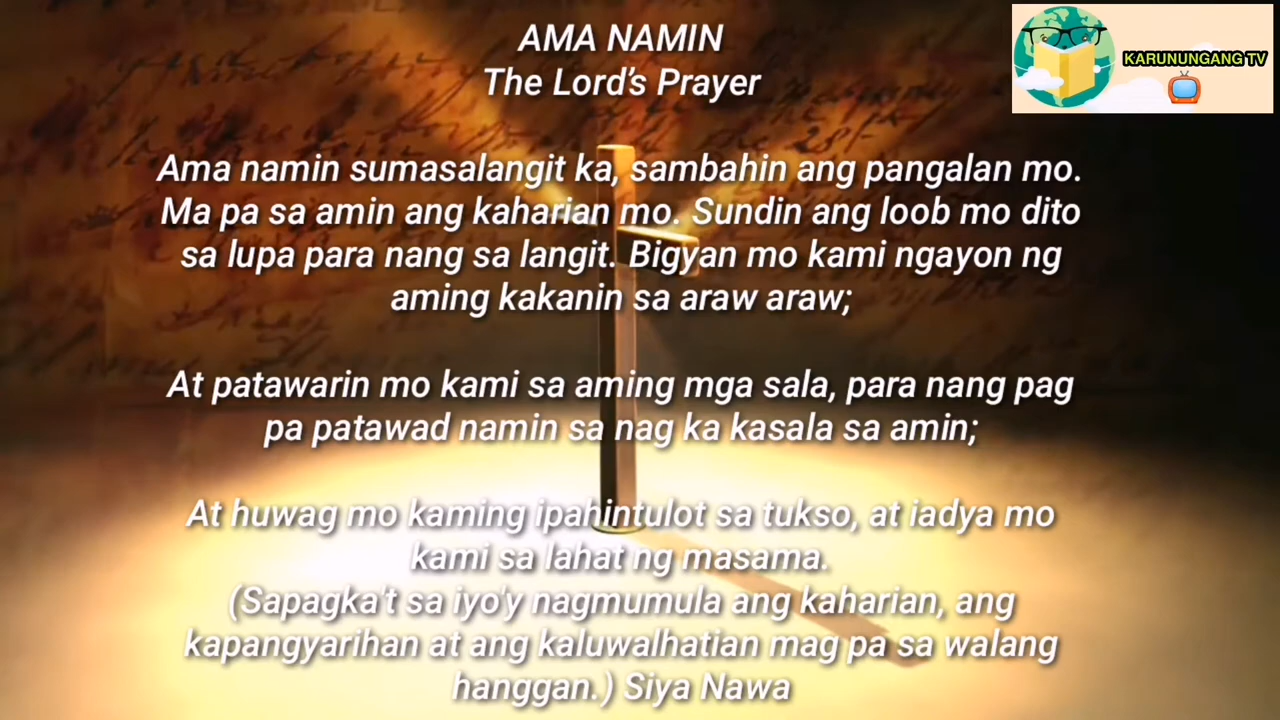 AMA NAMIN
The Lord's Prayer
KARUNUNGANG TV
Ama namin sumasalangit ka, sambahin ang pangalan mo.
Ma pa sa amin ang kaharian mo. Sundin ang loob mo dito
sa lupa para nang sa langit. Bigyan mo kami ngayon ng
aming kakanin sa araw araw;
At patawarin mo kami sa aming mga sala, para nang pag
pa patawad namin sa nag ka kasala sa amin;
At huwag mo kaming ipahintulot sa tukso, at iadya mo
kami sa lahat ng masama.
(Sapagka't sa iyo'y nagmumula ang kaharian, ang
kapangyarihan at ang kaluwalhatian mag pa sa walang
hanggan.) Siya Nawa